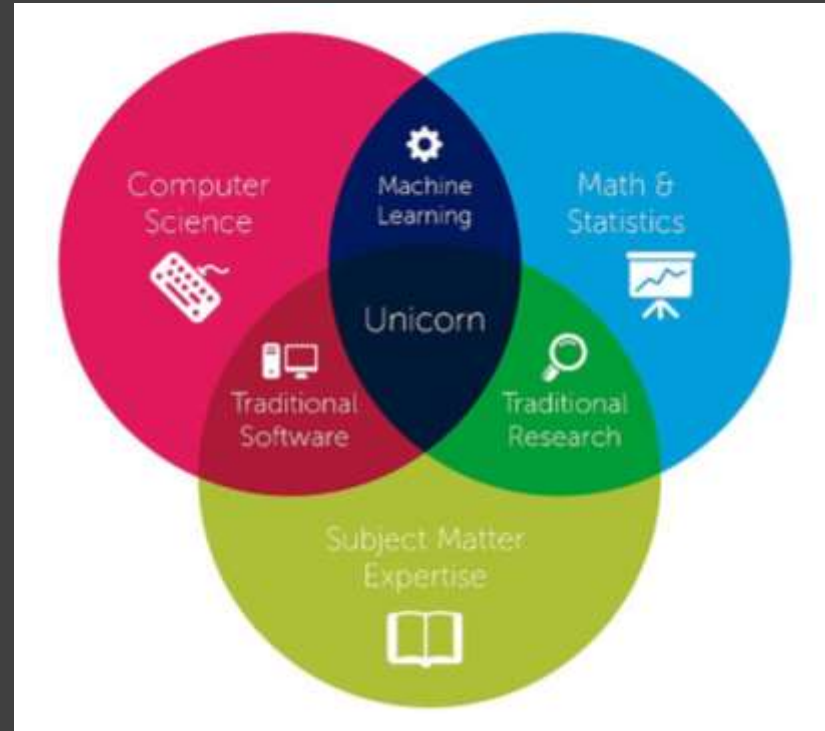 Computer
Science
Machine
Learning
Math &
Statistics
Unicorn
Traditional
Software
Traditional
Research
Subject Matter
Expertise